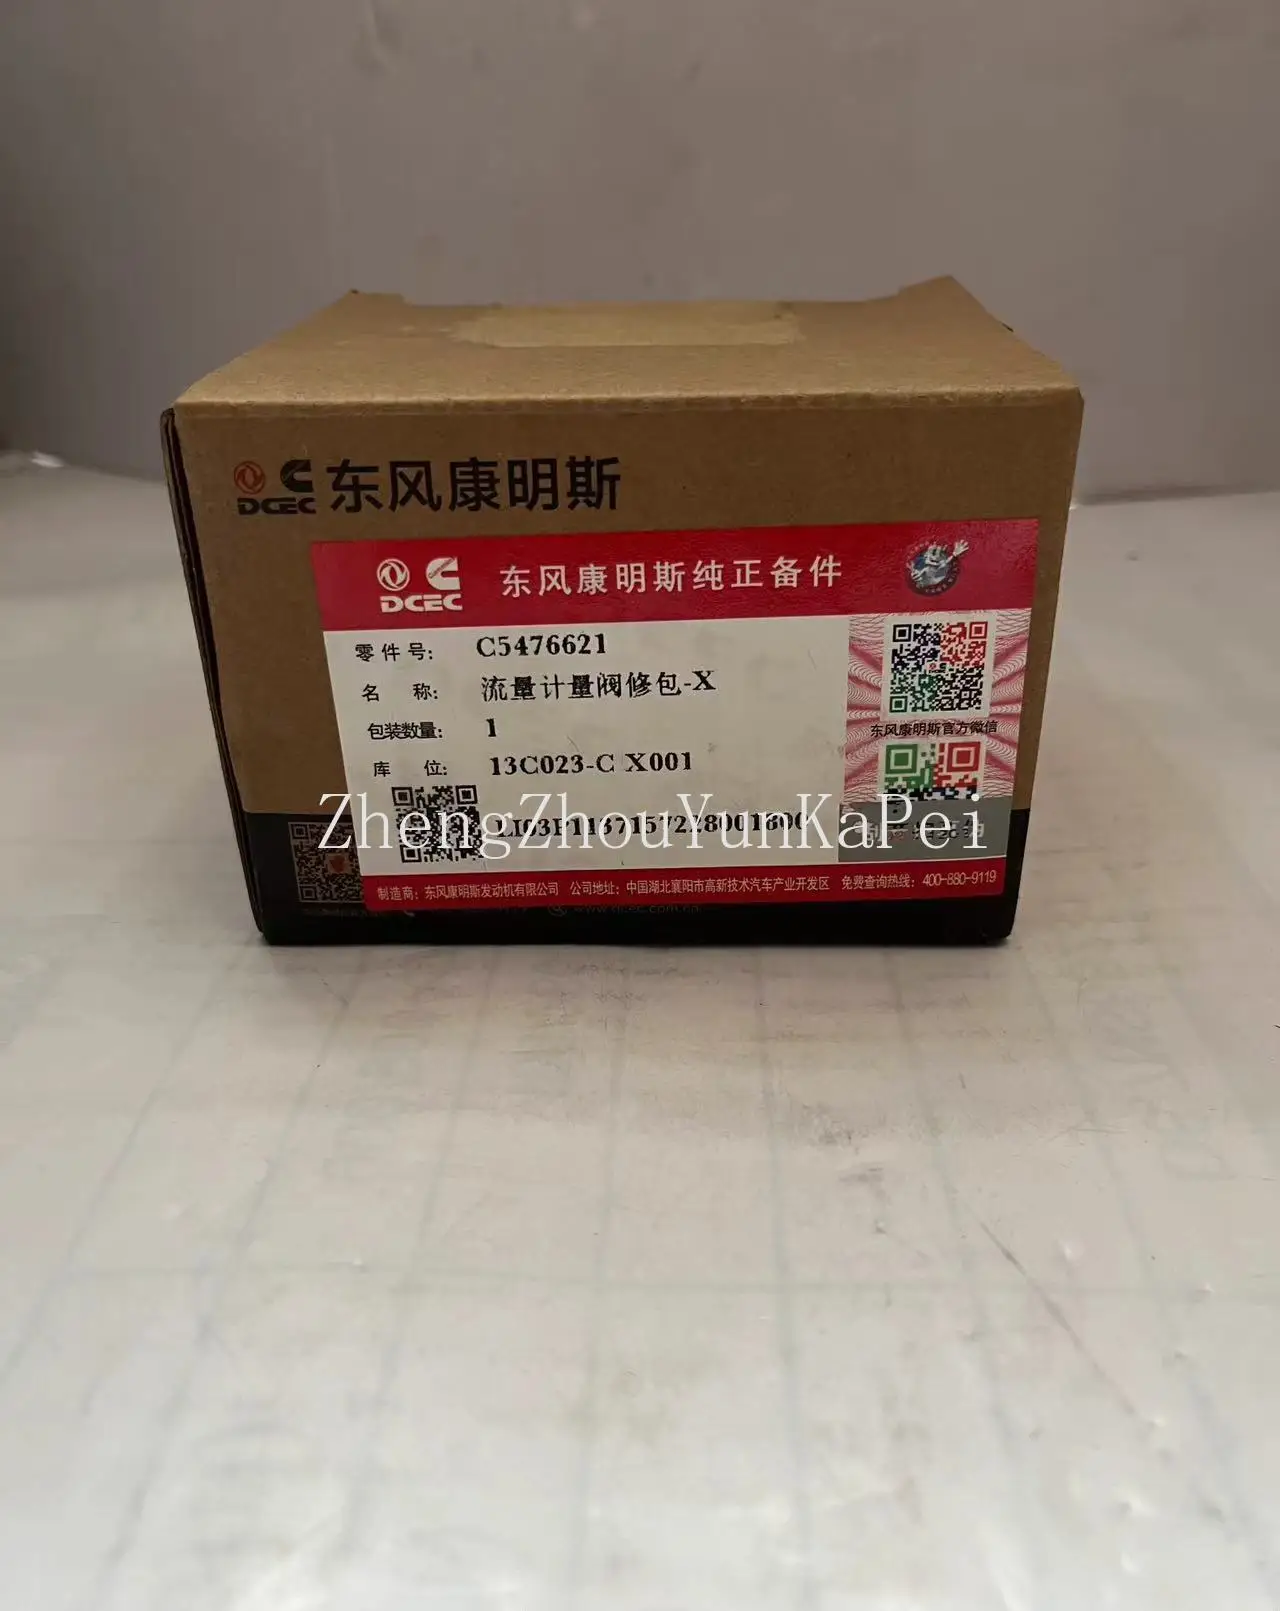 DCEC 东风康明斯
DCEC 东风康明斯纯正备件
零件号: C5476621
名 称: 流量计量阀修包-X
包装数量: 1
库 位: 13C023-C X001
东风康明斯官方微信
ZhengZhouYunKaPei
制造商: 东风康明斯发动机有限公司 公司地址: 中国湖北襄阳市高新技术汽车产业开发区 免费查询热线: 400-880-9119
www.dcec.com.cn